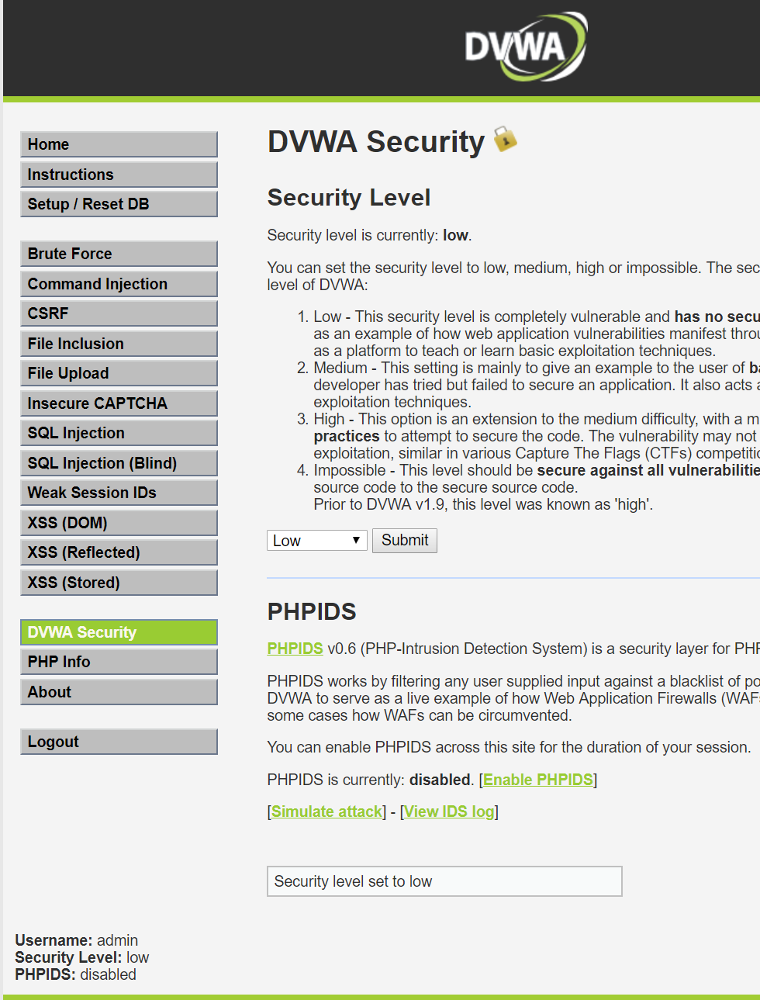 DVWA
Home
Instructions
Setup / Reset DB
Brute Force
Command Injection
CSRF
File Inclusion
File Upload
Insecure CAPTCHA
SQL Injection
SQL Injection (Blind)
Weak Session IDs
XSS (DOM)
XSS (Reflected)
XSS (Stored)
DVWA Security
PHP Info
About
Logout
DVWA Security
Security Level
Security level is currently: low.
You can set the security level to low, medium, high or impossible. The sec
level of DVWA:
1. Low - This security level is completely vulnerable and has no secu
as an example of how web application vulnerabilities manifest throu
as a platform to teach or learn basic exploitation techniques.
2. Medium - This setting is mainly to give an example to the user of ba
developer has tried but failed to secure an application. It also acts a
exploitation techniques.
3. High - This option is an extension to the medium difficulty, with a m
practices to attempt to secure the code. The vulnerability may not
exploitation, similar in various Capture The Flags (CTFs) competitio
4. Impossible - This level should be secure against all vulnerabilitie
source code to the secure source code.
Prior to DVWA v1.9, this level was known as 'high'.
Low Submit
PHPIDS
PHPIDS v0.6 (PHP-Intrusion Detection System) is a security layer for PHP
PHPIDS works by filtering any user supplied input against a blacklist of po
DVWA to serve as a live example of how Web Application Firewalls (WAFs
some cases how WAFs can be circumvented.
You can enable PHPIDS across this site for the duration of your session.
PHPIDS is currently: disabled. [Enable PHPIDS]
[Simulate attack] - [View IDS log]
Security level set to low
Username: admin
Security Level: low
PHPIDS: disabled